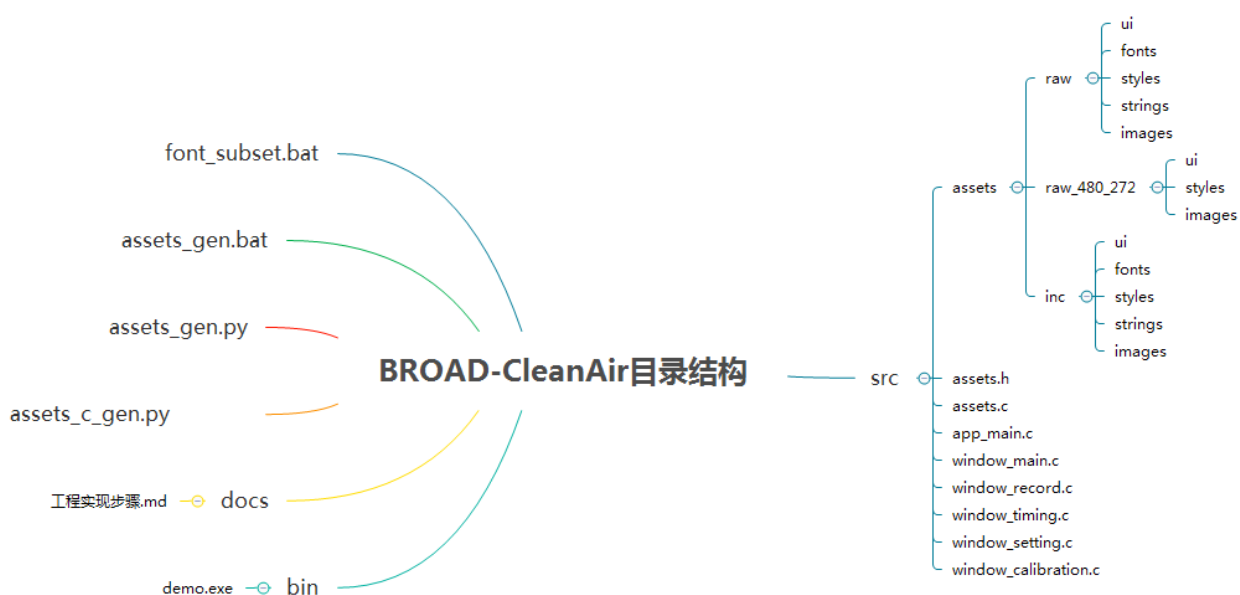 font_subset.bat
assets_gen.bat
assets_gen.py
BROAD-CleanAir目录结构
assets_c_gen.py
工程实现步骤.md
docs
demo.exe
bin
src
assets
raw
ui
fonts
styles
strings
images
raw_480_272
ui
styles
images
inc
ui
fonts
styles
strings
images
assets.h
assets.c
app_main.c
window_main.c
window_record.c
window_timing.c
window_setting.c
window_calibration.c